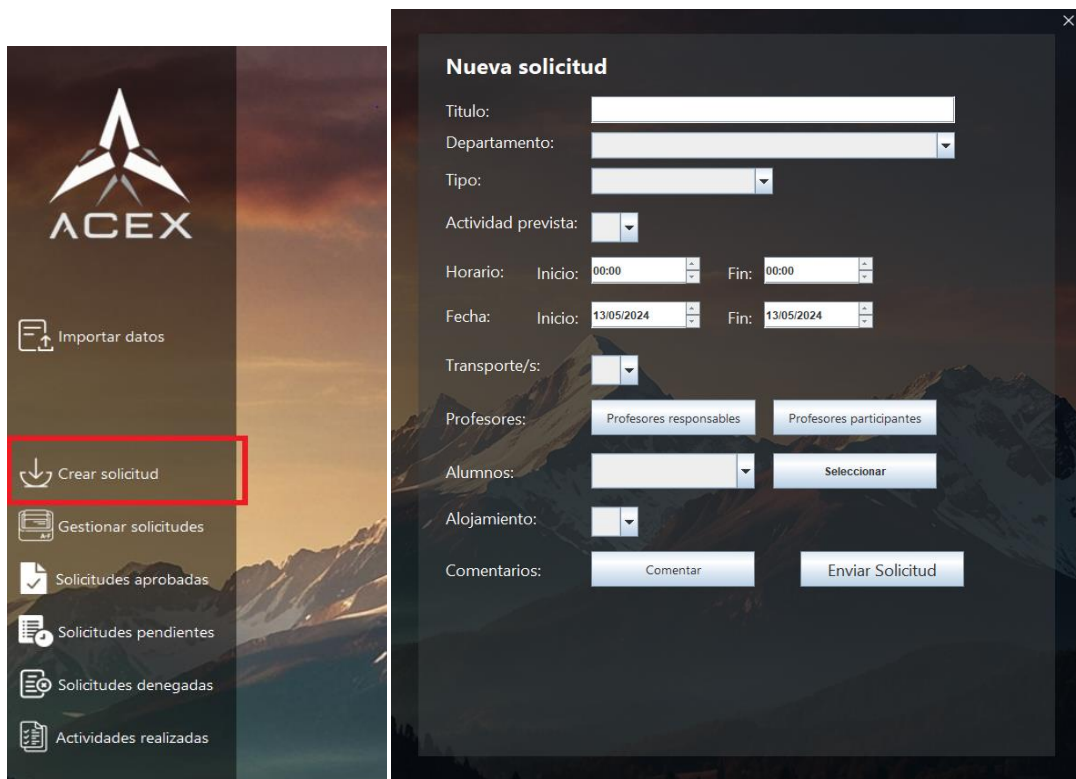 ACEX
Importar datos
Crear solicitud
Gestionar solicitudes
Solicitudes aprobadas
Solicitudes pendientes
Solicitudes denegadas
Actividades realizadas
Nueva solicitud
Titulo:
Departamento:
Tipo:
Actividad prevista:
Horario: Inicio: 00:00 Fin: 00:00
Fecha: Inicio: 13/05/2024 Fin: 13/05/2024
Transporte/s:
Profesores: Profesores responsables Profesores participantes
Alumnos: Seleccionar
Alojamiento:
Comentarios: Comentar Enviar Solicitud